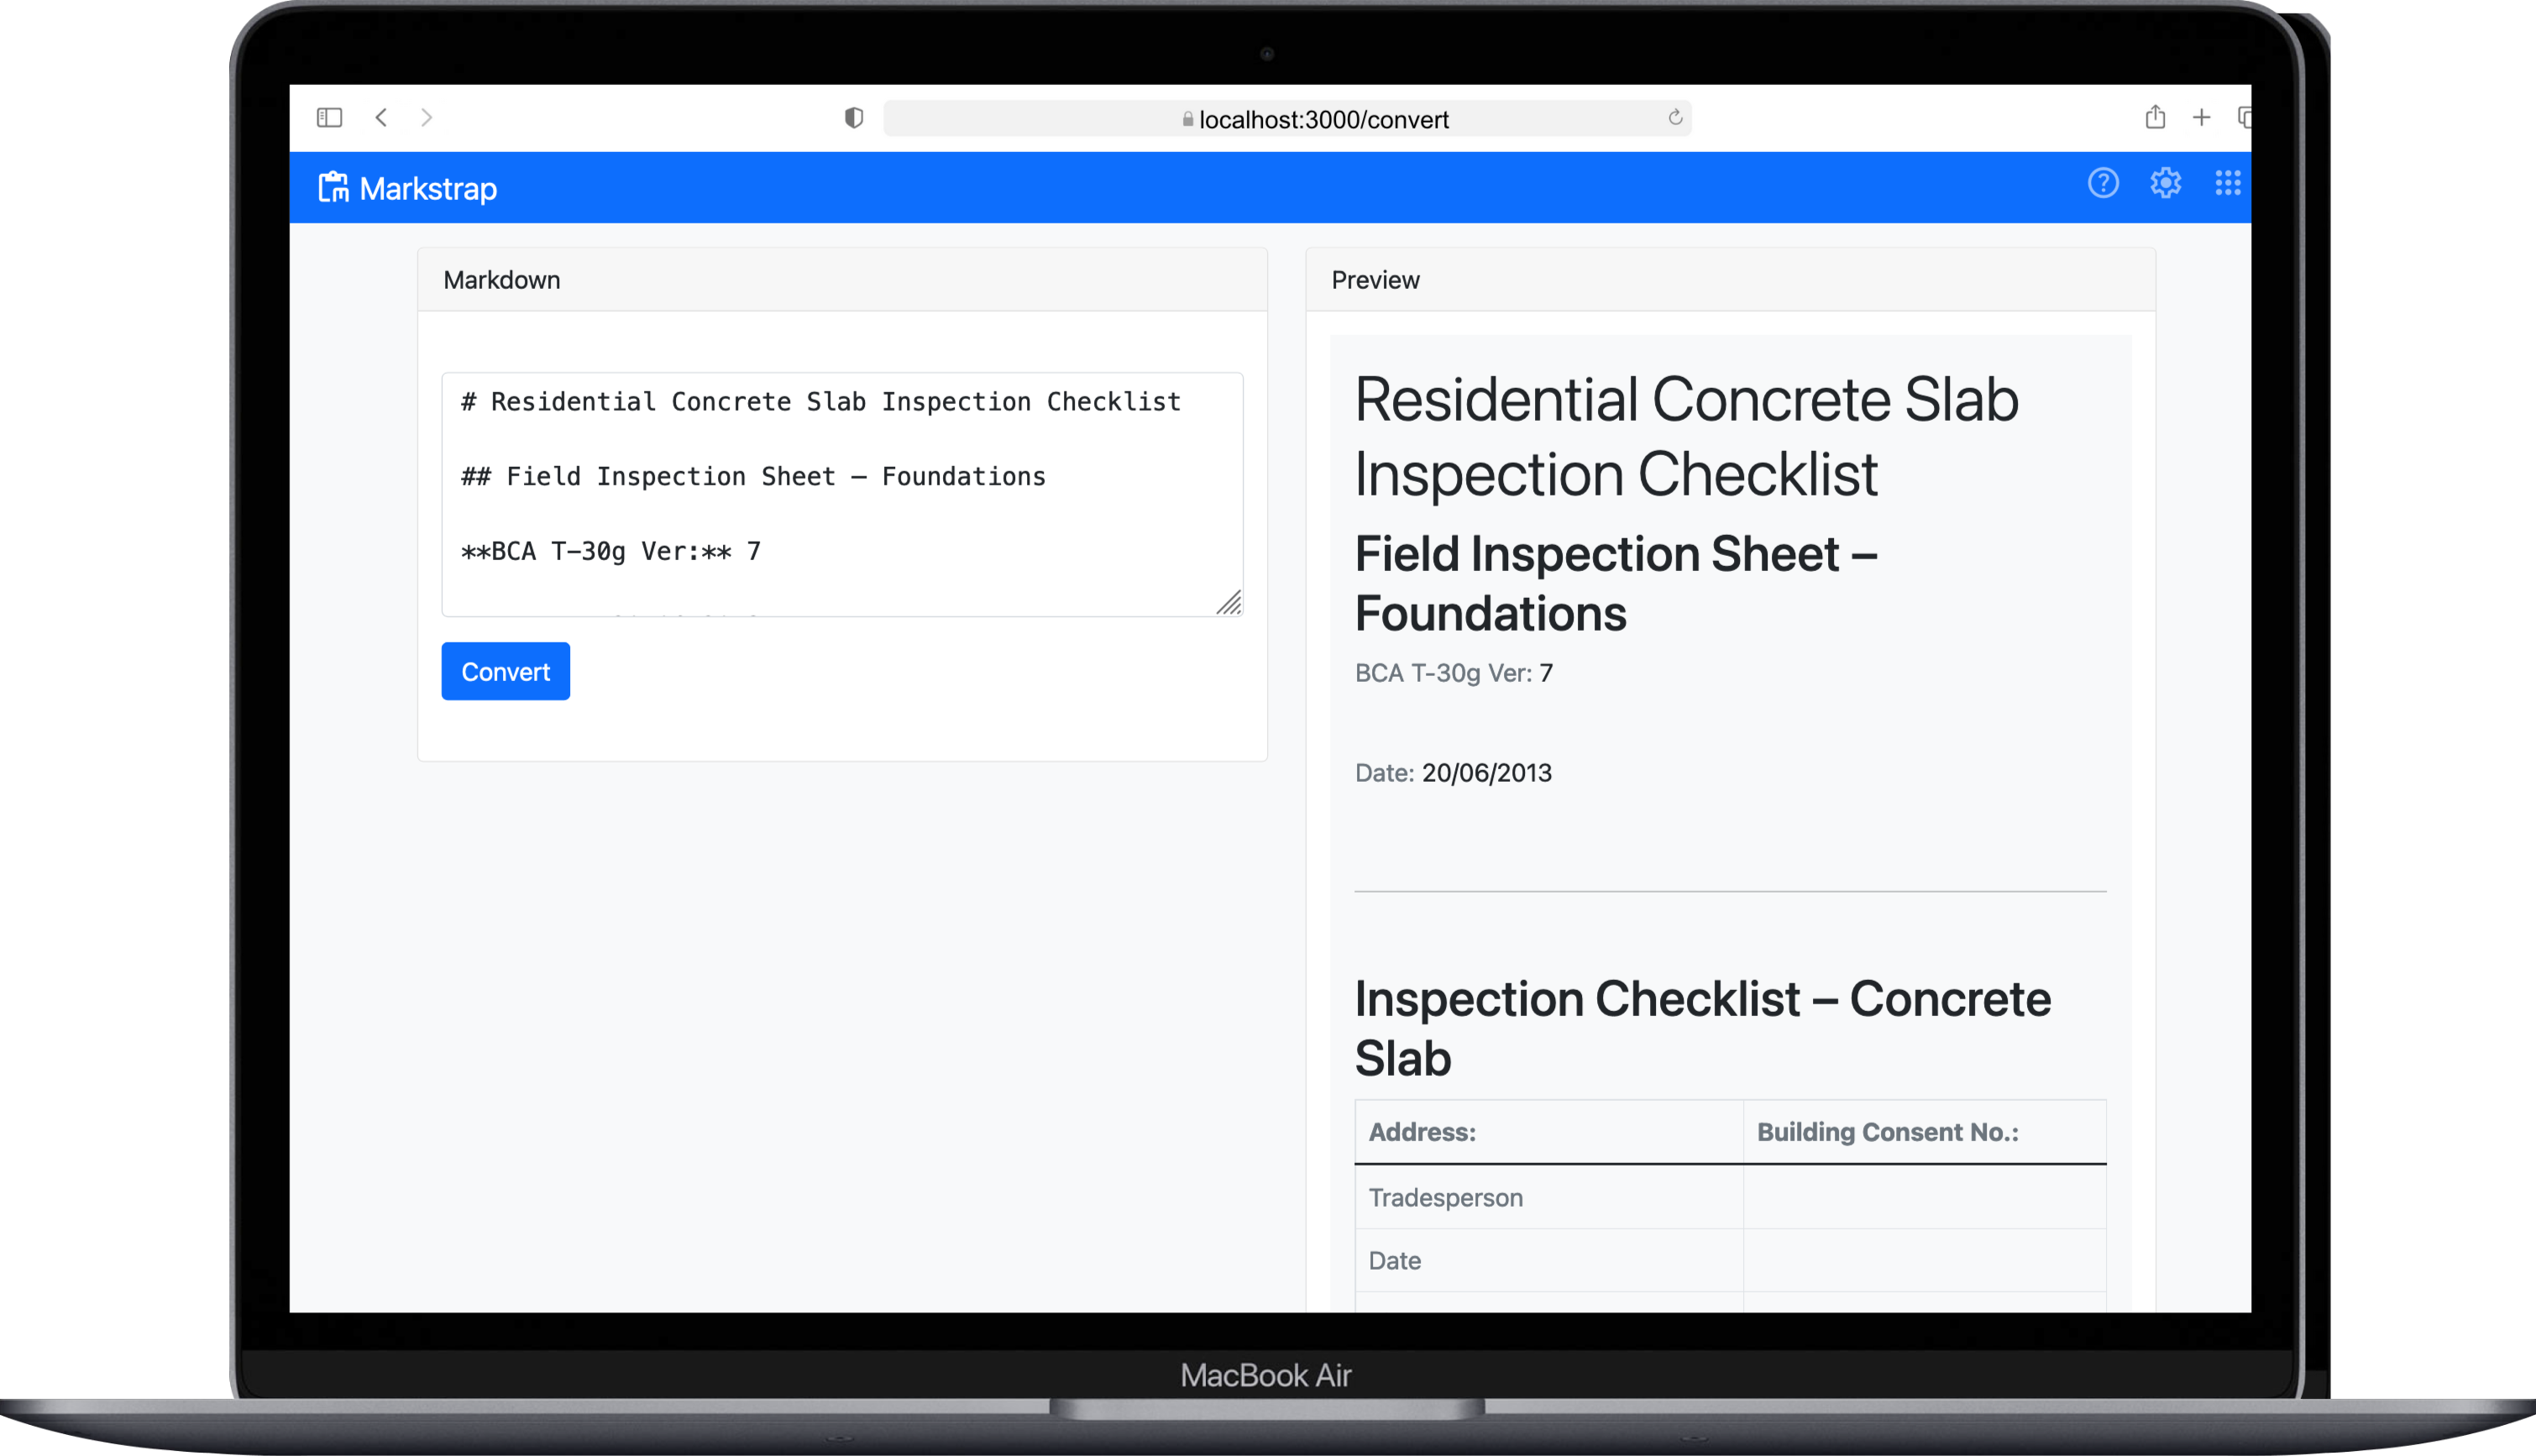 localhost:3000/convert
Markstrap
Markdown
# Residential Concrete Slab Inspection Checklist
## Field Inspection Sheet – Foundations
**BCA T-30g Ver:** 7
Convert
Preview
Residential Concrete Slab
Inspection Checklist
Field Inspection Sheet –
Foundations
BCA T-30g Ver: 7
Date: 20/06/2013
Inspection Checklist – Concrete
Slab
Address: Building Consent No.:
Tradesperson
Date
MacBook Air